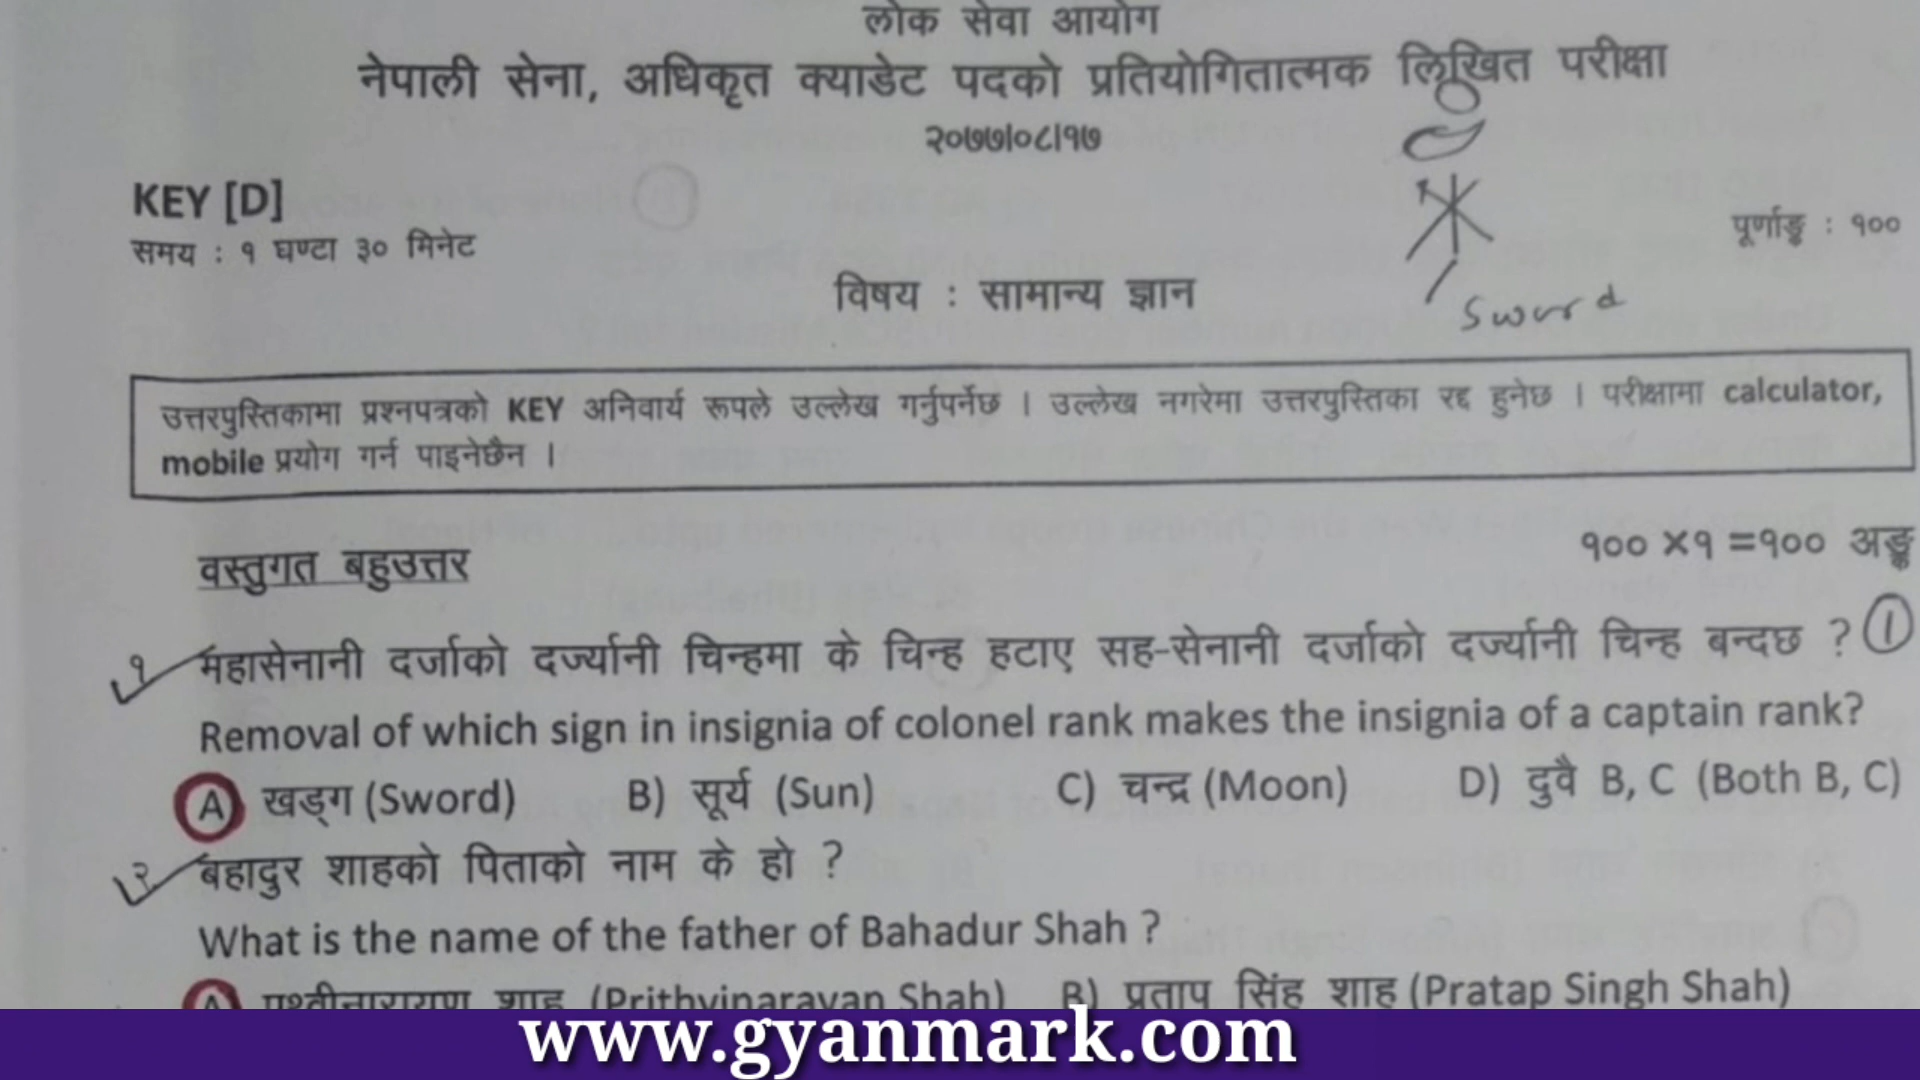 लोक सेवा आयोग
नेपाली सेना, अधिकृत क्याडेट पदको प्रतियोगितात्मक लिखित परीक्षा
२०७७।०८।१७
KEY [D]
समय : १ घण्टा ३० मिनेट
पूर्णाङ्क : १००
विषय : सामान्य ज्ञान
Sword
उत्तरपुस्तिकामा प्रश्नपत्रको KEY अनिवार्य रूपले उल्लेख गर्नुपर्नेछ । उल्लेख नगरेमा उत्तरपुस्तिका रद्द हुनेछ । परीक्षामा calculator,
mobile प्रयोग गर्न पाइनेछैन ।
वस्तुगत बहुउत्तर
१०० ×१ =१०० अङ्क
१ महासेनानी दर्जाको दर्ज्यानी चिन्हमा के चिन्ह हटाए सह-सेनानी दर्जाको दर्ज्यानी चिन्ह बन्दछ ? 1
Removal of which sign in insignia of colonel rank makes the insignia of a captain rank?
A) खड्ग (Sword) B) सूर्य (Sun) C) चन्द्र (Moon) D) दुवै B, C (Both B, C)
२ बहादुर शाहको पिताको नाम के हो ?
What is the name of the father of Bahadur Shah ?
A) पृथ्वीनारायण शाह (Prithvinarayan Shah) B) प्रताप सिंह शाह (Pratap Singh Shah)
www.gyanmark.com